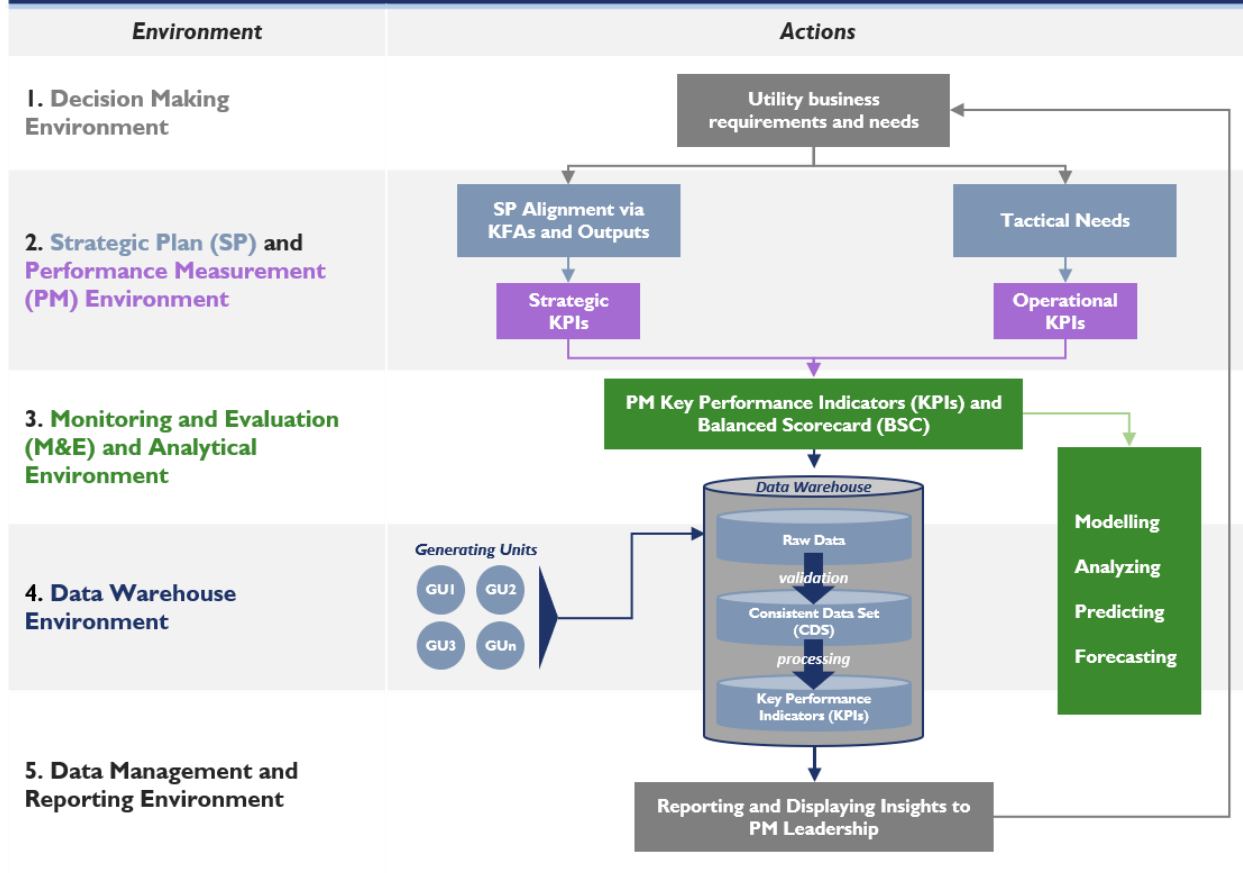 Environment
Actions
1. Decision Making
Environment
Utility business
requirements and needs
2. Strategic Plan (SP) and
Performance Measurement
(PM) Environment
SP Alignment via
KFAs and Outputs
Tactical Needs
Strategic
KPIs
Operational
KPIs
3. Monitoring and Evaluation
(M&E) and Analytical
Environment
PM Key Performance Indicators (KPIs) and
Balanced Scorecard (BSC)
Modelling
Analyzing
Predicting
Forecasting
4. Data Warehouse
Environment
Generating Units
GU1
GU2
GU3
GUn
Data Warehouse
Raw Data
validation
Consistent Data Set
(CDS)
processing
Key Performance
Indicators (KPIs)
5. Data Management and
Reporting Environment
Reporting and Displaying Insights to
PM Leadership